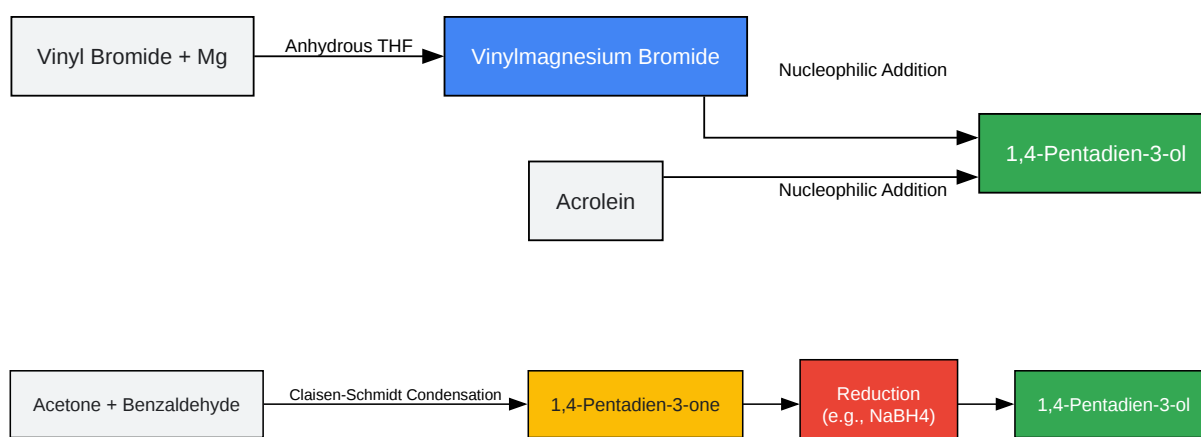 Vinyl Bromide + Mg
Anhydrous THF
Vinylmagnesium Bromide
Nucleophilic Addition
1,4-Pentadien-3-ol
Acrolein
Nucleophilic Addition
Acetone + Benzaldehyde
Claisen-Schmidt Condensation
1,4-Pentadien-3-one
Reduction
(e.g., NaBH4)
1,4-Pentadien-3-ol